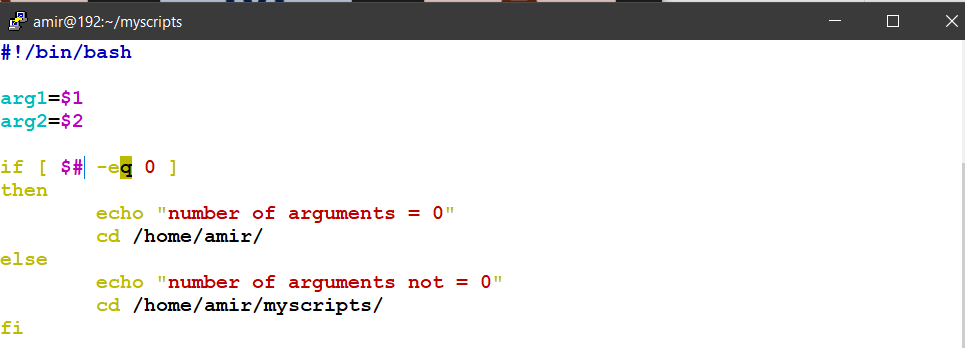 amir@192:~/myscripts
#!/bin/bash
arg1=$1
arg2=$2
if [ $# -eq 0 ]
then
echo "number of arguments = 0"
cd /home/amir/
else
echo "number of arguments not = 0"
cd /home/amir/myscripts/
fi